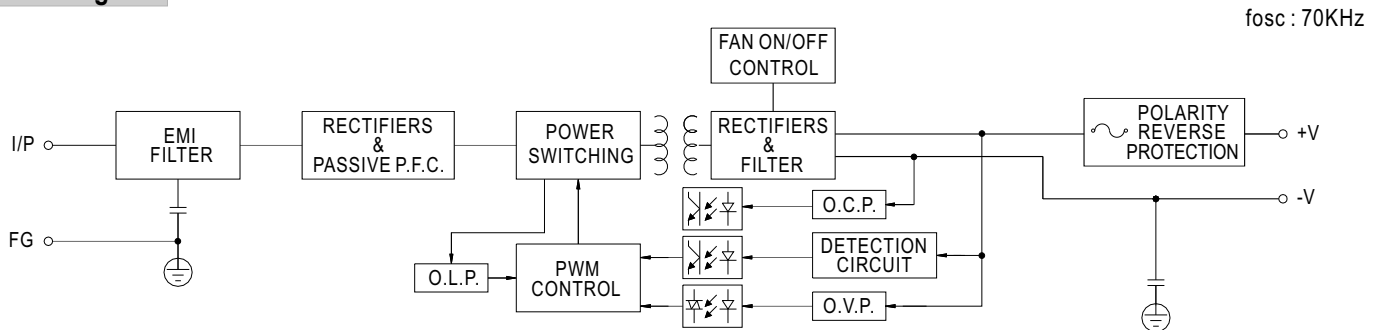 fosc : 70KHz
FAN ON/OFF
CONTROL
I/P
EMI
FILTER
RECTIFIERS
&
PASSIVE P.F.C.
POWER
SWITCHING
RECTIFIERS
&
FILTER
POLARITY
REVERSE
PROTECTION
+V
-V
O.C.P.
FG
DETECTION
CIRCUIT
O.L.P.
PWM
CONTROL
O.V.P.